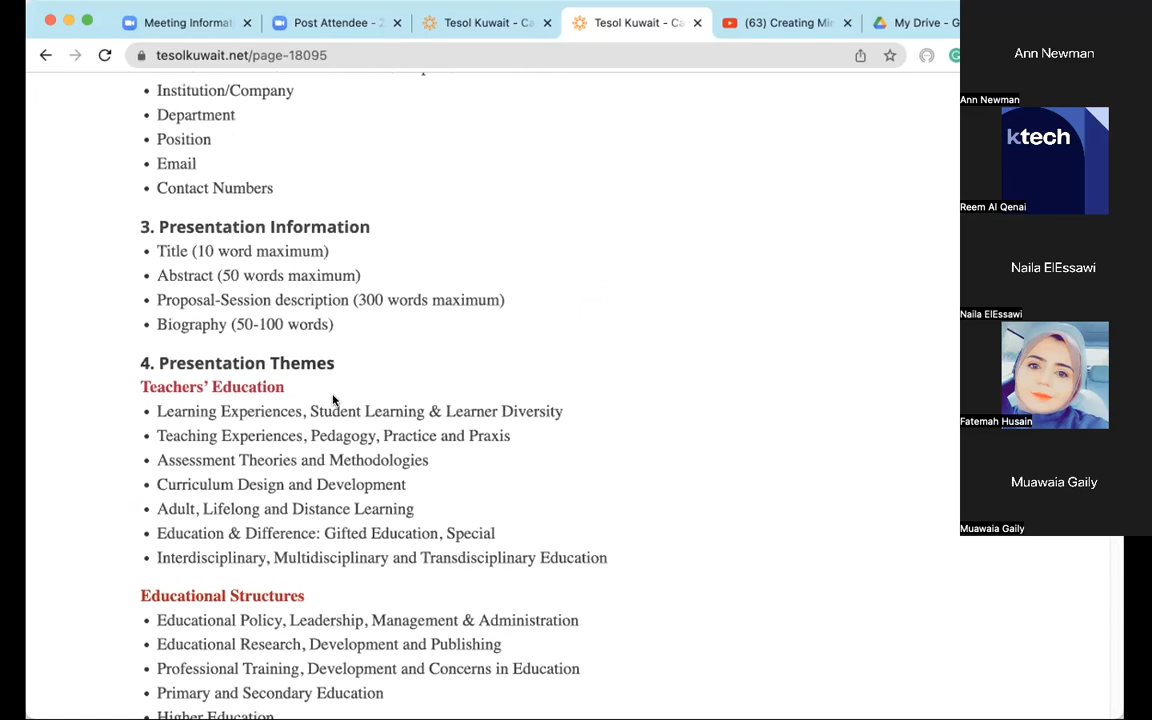 Meeting Informat
Post Attendee - Z
Tesol Kuwait - Ca
Tesol Kuwait - Ca
(63) Creating Min
My Drive - G
tesolkuwait.net/page-18095
• Institution/Company
• Department
• Position
• Email
• Contact Numbers
3. Presentation Information
• Title (10 word maximum)
• Abstract (50 words maximum)
• Proposal-Session description (300 words maximum)
• Biography (50-100 words)
4. Presentation Themes
Teachers’ Education
• Learning Experiences, Student Learning & Learner Diversity
• Teaching Experiences, Pedagogy, Practice and Praxis
• Assessment Theories and Methodologies
• Curriculum Design and Development
• Adult, Lifelong and Distance Learning
• Education & Difference: Gifted Education, Special
• Interdisciplinary, Multidisciplinary and Transdisciplinary Education
Educational Structures
• Educational Policy, Leadership, Management & Administration
• Educational Research, Development and Publishing
• Professional Training, Development and Concerns in Education
• Primary and Secondary Education
• Higher Education
Ann Newman
Ann Newman
ktech
Reem Al Qenai
Naila ElEssawi
Naila ElEssawi
Fatemah Husain
Muawaia Gaily
Muawaia Gaily